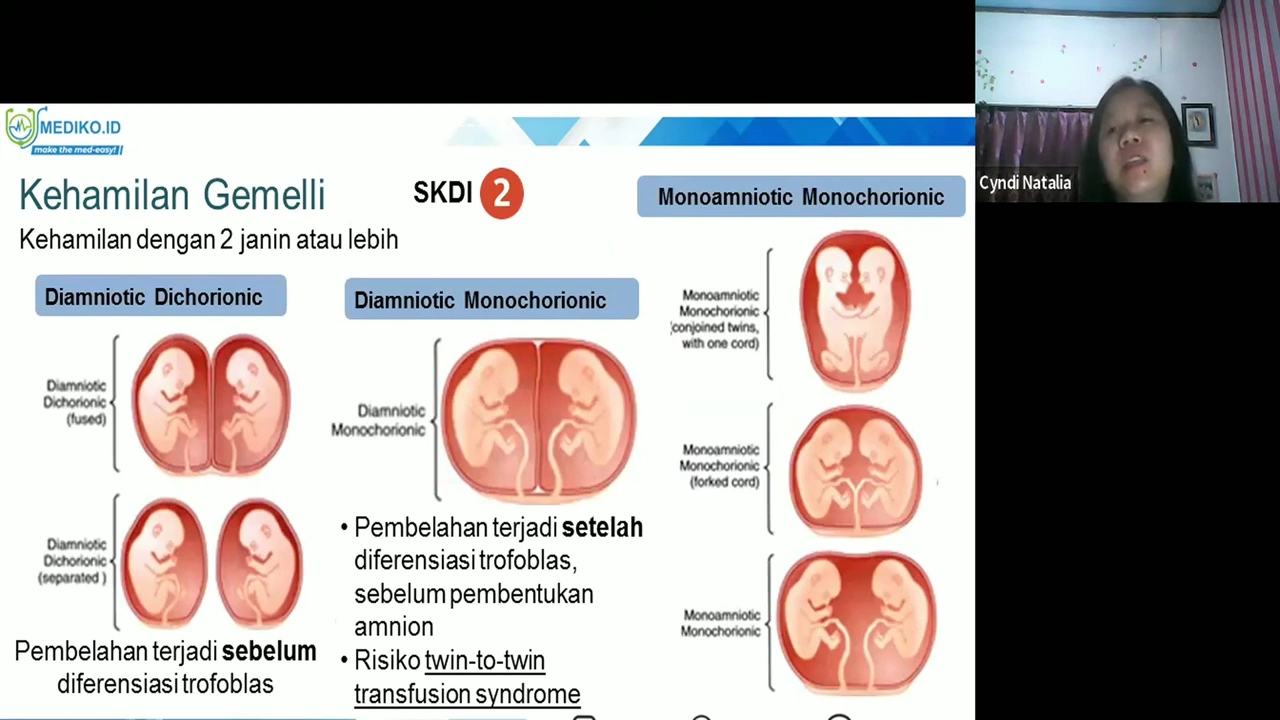 MEDIKO.ID
make the med-easy! ||
Kehamilan Gemelli
SKDI 2
Kehamilan dengan 2 janin atau lebih
Diamniotic Dichorionic
Diamniotic
Dichorionic
(fused)
Diamniotic
Dichorionic
(separated )
Pembelahan terjadi sebelum
diferensiasi trofoblas
Diamniotic Monochorionic
Diamniotic
Monochorionic
• Pembelahan terjadi setelah
diferensiasi trofoblas,
sebelum pembentukan
amnion
• Risiko twin-to-twin
transfusion syndrome
Monoamniotic Monochorionic
Monoamniotic
Monochorionic
(conjoined twins,
with one cord)
Monoamniotic
Monochorionic
(forked cord)
Monoamniotic
Monochorionic
Cyndi Natalia